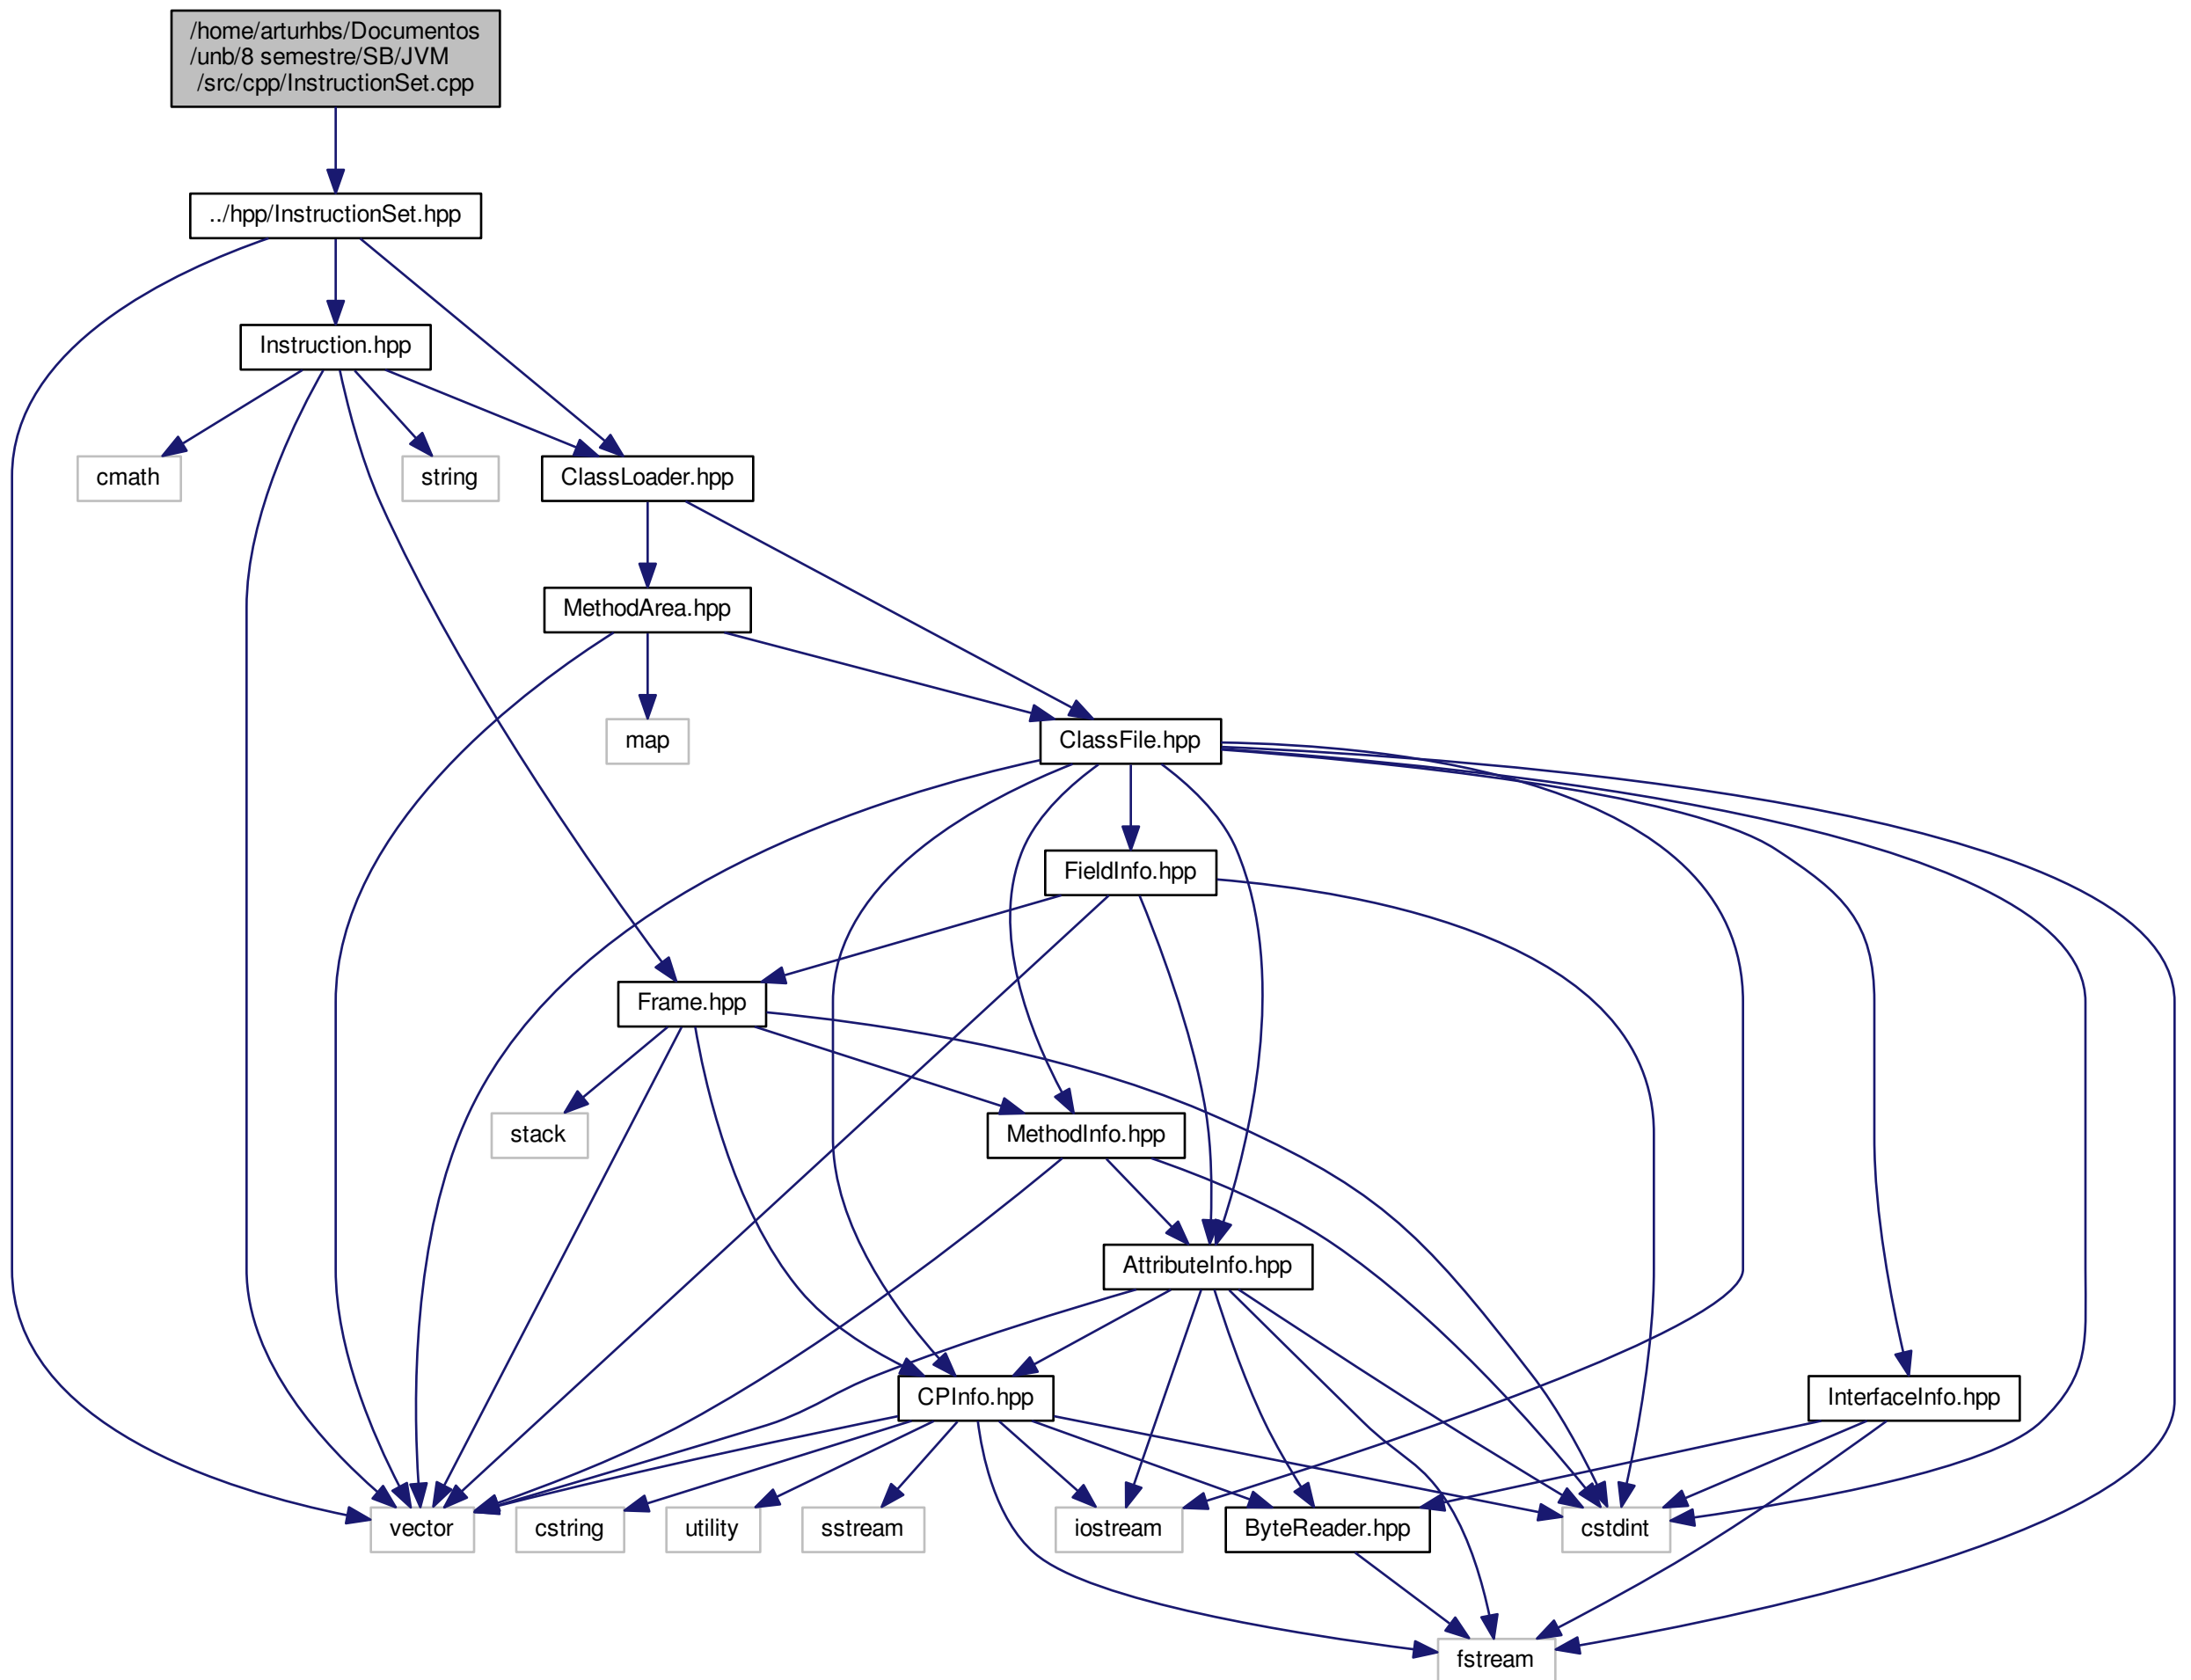 /home/arturhbs/Documentos
/unb/8 semestre/SB/JVM
/src/cpp/InstructionSet.cpp
../hpp/InstructionSet.hpp
Instruction.hpp
cmath
string
ClassLoader.hpp
MethodArea.hpp
map
ClassFile.hpp
FieldInfo.hpp
Frame.hpp
stack
MethodInfo.hpp
AttributeInfo.hpp
CPInfo.hpp
InterfaceInfo.hpp
vector
cstring
utility
sstream
iostream
ByteReader.hpp
cstdint
fstream